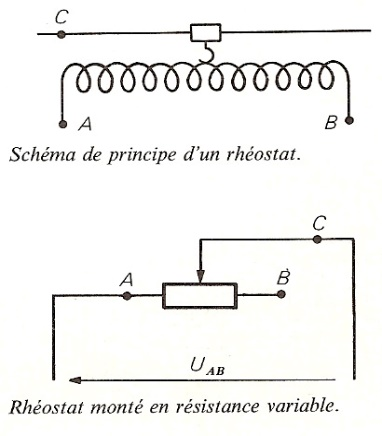 C
A
B
Schéma de principe d'un rhéostat.
C
A
B
U_AB
Rhéostat monté en résistance variable.